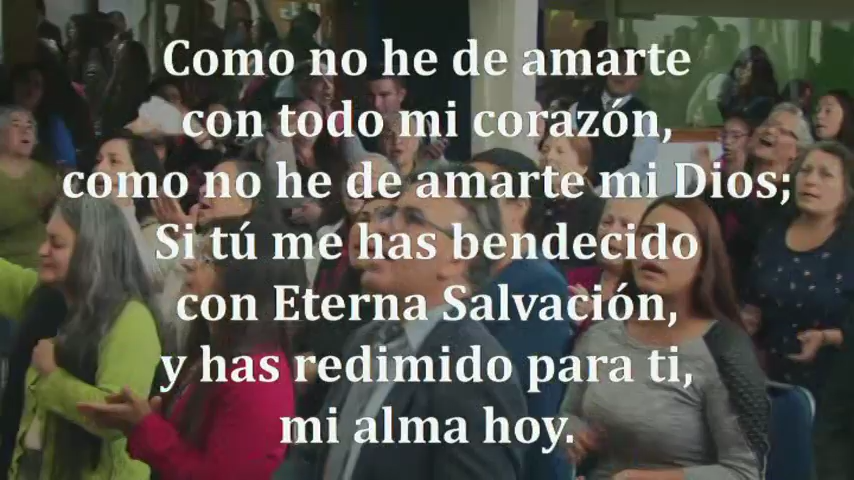 Como no he de amarte
con todo mi corazón,
como no he de amarte mi Dios;
Si tú me has bendecido
con Eterna Salvación,
y has redimido para ti,
mi alma hoy.